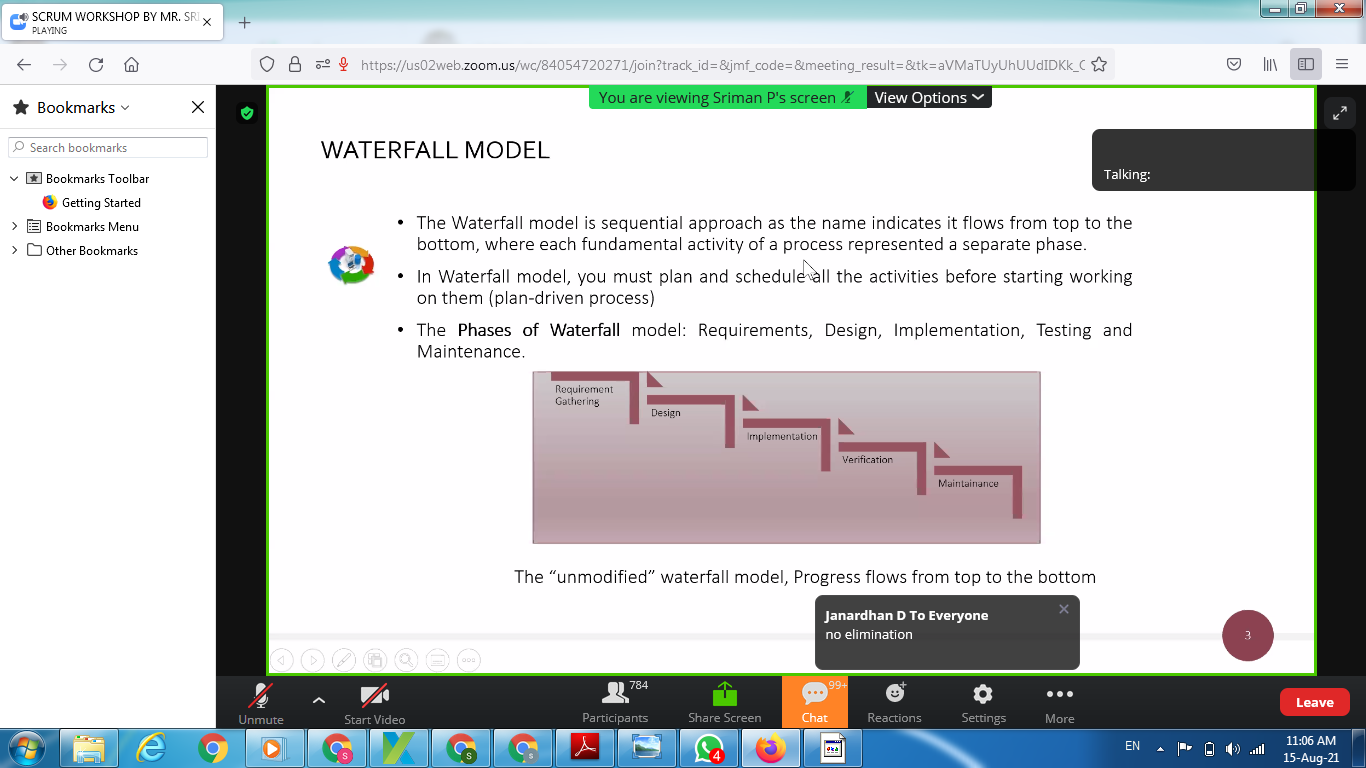 SCRUM WORKSHOP BY MR. SRI
PLAYING
https://us02web.zoom.us/wc/84054720271/join?track_id=&jmf_code=&meeting_result=&tk=aVMaTUyUhUUdIDKk_
Bookmarks
Search bookmarks
Bookmarks Toolbar
Getting Started
Bookmarks Menu
Other Bookmarks
You are viewing Sriman P's screen
View Options
Talking:
WATERFALL MODEL
• The Waterfall model is sequential approach as the name indicates it flows from top to the
bottom, where each fundamental activity of a process represented a separate phase.
• In Waterfall model, you must plan and schedule all the activities before starting working
on them (plan-driven process)
• The Phases of Waterfall model: Requirements, Design, Implementation, Testing and
Maintenance.
Requirement
Gathering
Design
Implementation
Verification
Maintainance
The “unmodified” waterfall model, Progress flows from top to the bottom
Janardhan D To Everyone
no elimination
3
Unmute
Start Video
784
Participants
Share Screen
99+
Chat
Reactions
Settings
More
Leave
S
S
S
4
EN
11:06 AM
15-Aug-21